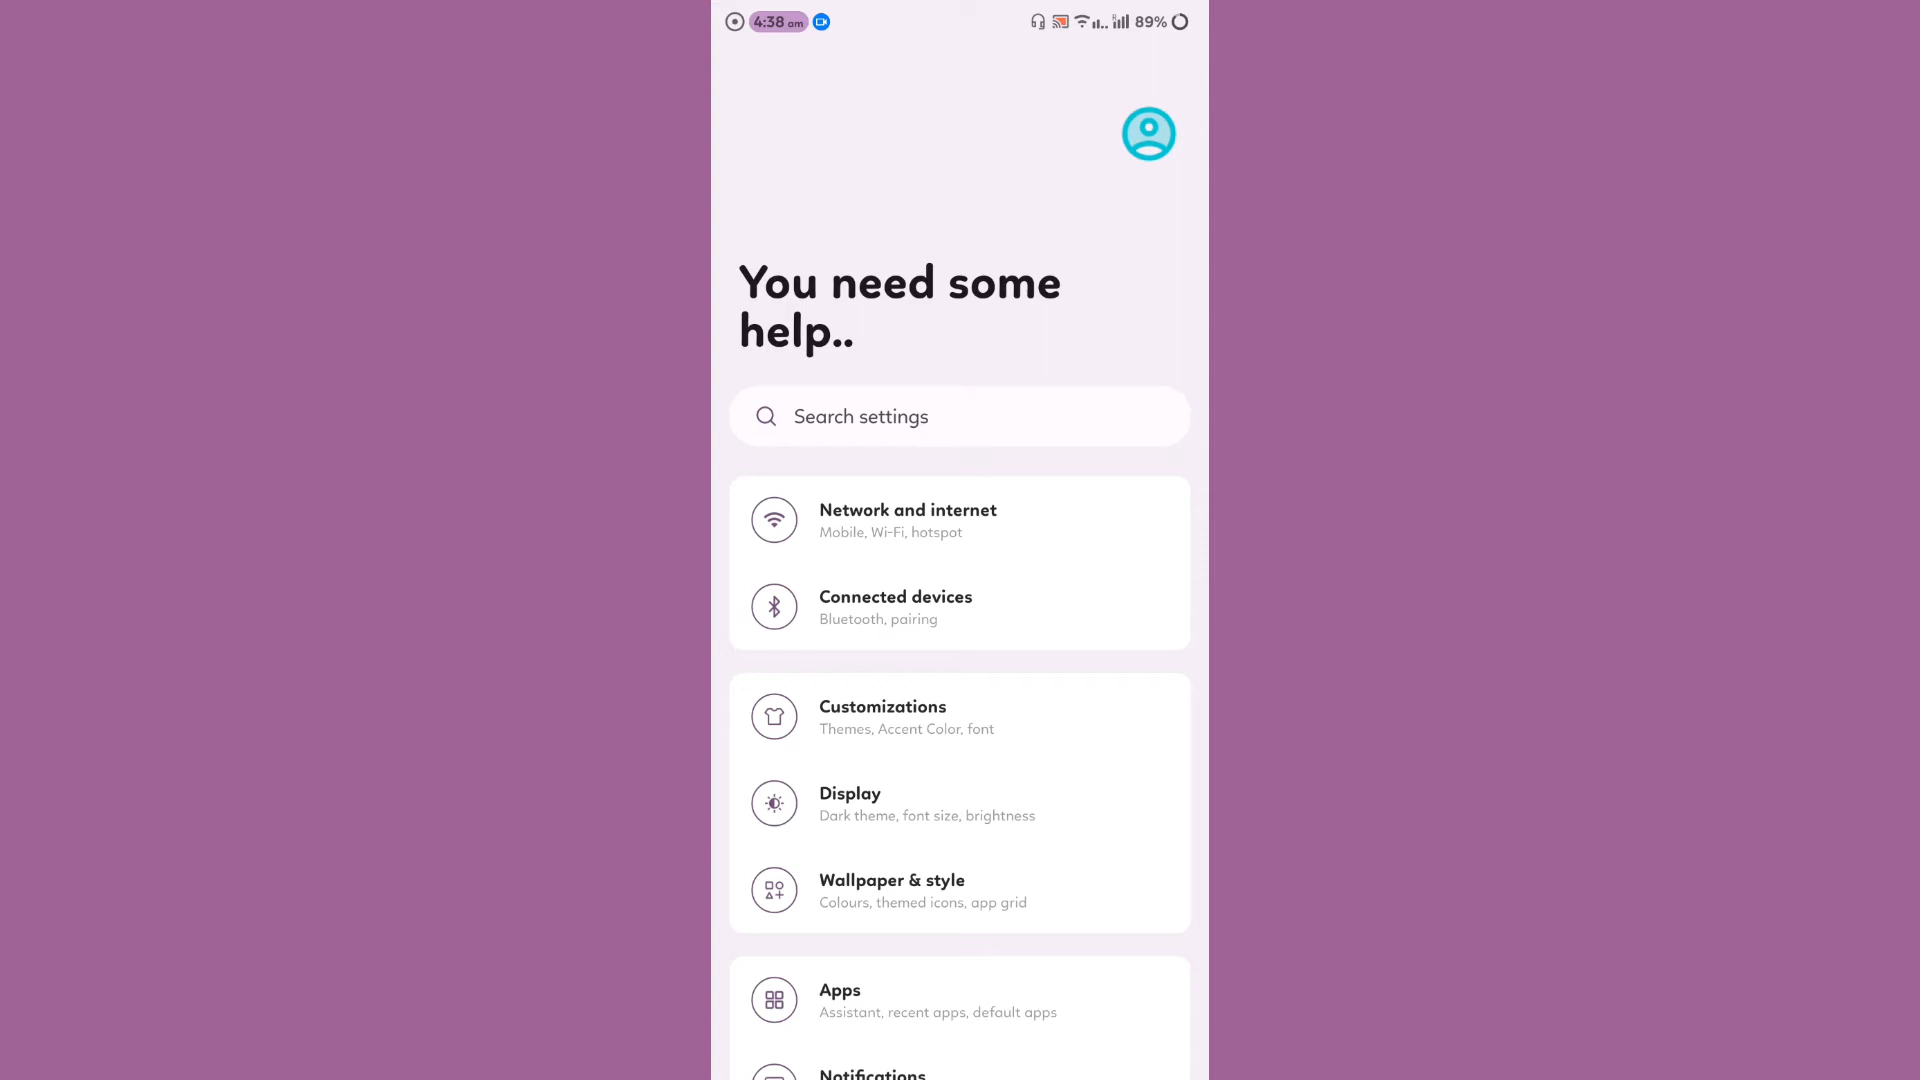 4:38 am
89%
You need some
help..
Search settings
Network and internet
Mobile, Wi-Fi, hotspot
Connected devices
Bluetooth, pairing
Customizations
Themes, Accent Color, font
Display
Dark theme, font size, brightness
Wallpaper & style
Colours, themed icons, app grid
Apps
Assistant, recent apps, default apps
Notifications